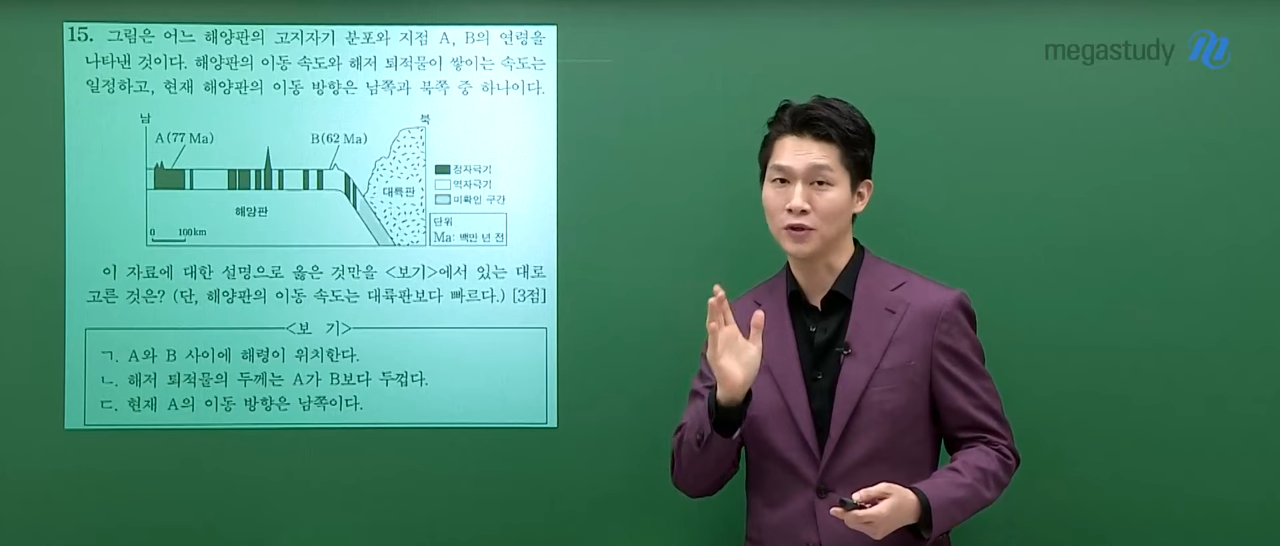 megastudy
15. 그림은 어느 해양판의 고지자기 분포와 지점 A, B의 연령을
나타낸 것이다. 해양판의 이동 속도와 해저 퇴적물이 쌓이는 속도는
일정하고, 현재 해양판의 이동 방향은 남쪽과 북쪽 중 하나이다.
남
북
A(77 Ma)
B(62 Ma)
정자극기
역자극기
미확인 구간
대륙판
해양판
단위
Ma: 백만 년 전
0 100km
이 자료에 대한 설명으로 옳은 것만을 <보기>에서 있는 대로
고른 것은? (단, 해양판의 이동 속도는 대륙판보다 빠르다.) [3점]
<보 기>
ㄱ. A와 B 사이에 해령이 위치한다.
ㄴ. 해저 퇴적물의 두께는 A가 B보다 두껍다.
ㄷ. 현재 A의 이동 방향은 남쪽이다.